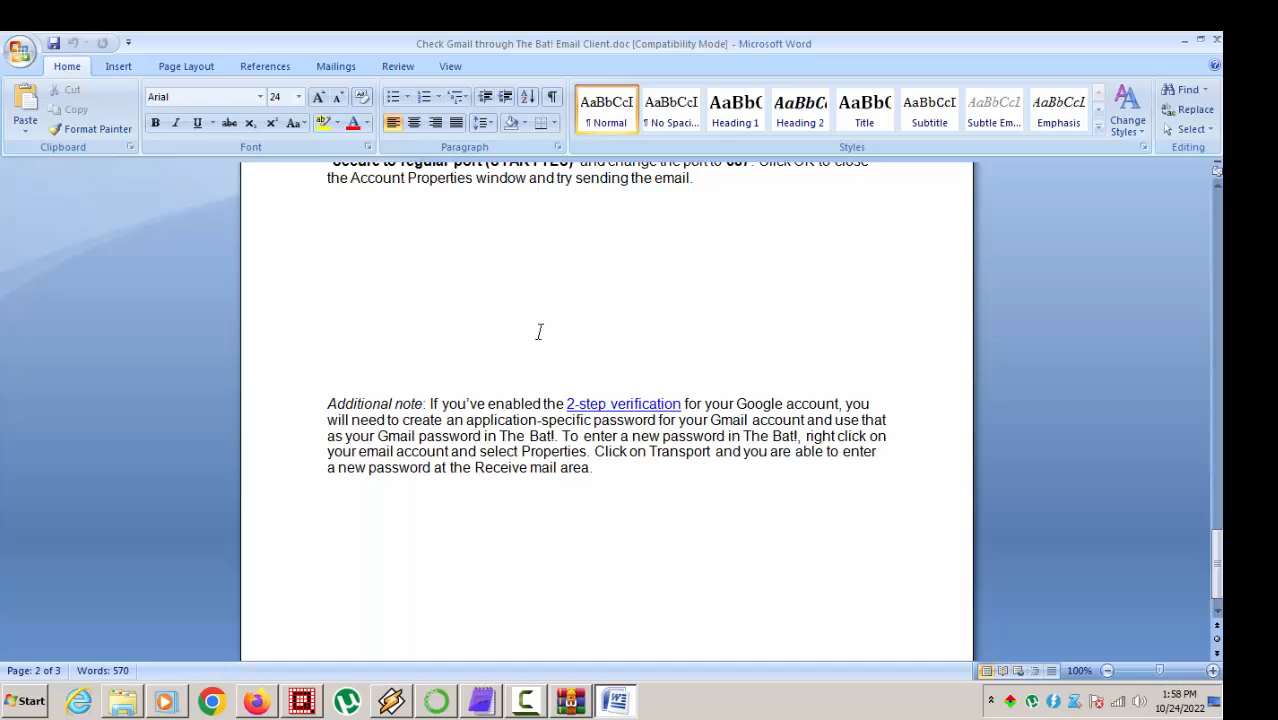 Check Gmail through The Bat! Email Client.doc [Compatibility Mode] - Microsoft Word
Home Insert Page Layout References Mailings Review View
Paste
Cut
Copy
Format Painter
Clipboard
Arial 24
B I U abc X₂ X² Aa
Font
Paragraph
AaBbCcI AaBbCcI AaBbC AaBbCc AaBbC AaBbCcI AaBbCcI AaBbCcI
¶ Normal ¶ No Spaci... Heading 1 Heading 2 Title Subtitle Subtle Em... Emphasis
Styles
Change
Styles
Find
Replace
Select
Editing
"Secure to regular port (STARTTLS)" and change the port to 587. Click OK to close
the Account Properties window and try sending the email.
Additional note: If you’ve enabled the 2-step verification for your Google account, you
will need to create an application-specific password for your Gmail account and use that
as your Gmail password in The Bat!. To enter a new password in The Bat!, right click on
your email account and select Properties. Click on Transport and you are able to enter
a new password at the Receive mail area.
Page: 2 of 3 Words: 570
100%
Start
1:58 PM
10/24/2022